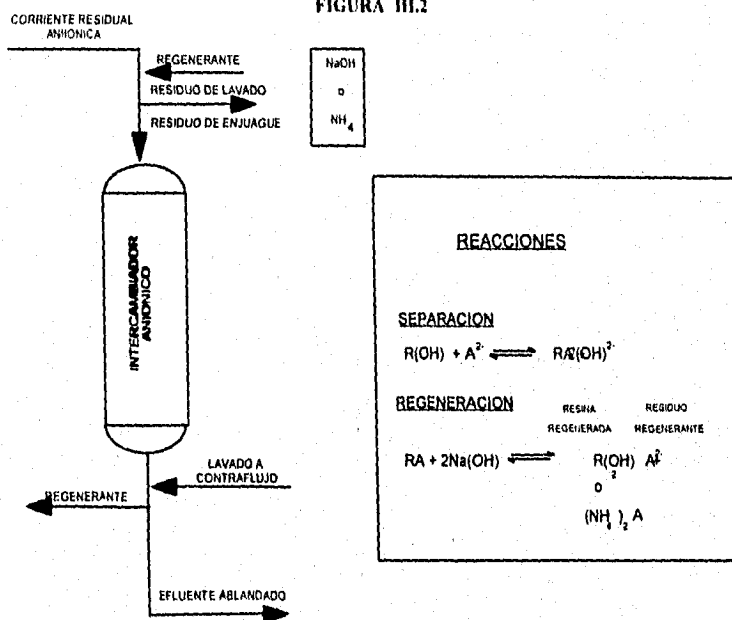 FIGURA III.2
CORRIENTE RESIDUAL
ANIIONICA
REGENERANTE
RESIDUO DE LAVADO
RESIDUO DE ENJUAGUE
NaOH
o
NH4
INTERCAMBIADOR
ANIONICO
LAVADO A
CONTRAFLUJO
REGENERANTE
EFLUENTE ABLANDADO
REACCIONES
SEPARACION
R(OH) + A2- ⇌ (OH)2-
REGENERACION
RESINA
REGENERADA
RESIDUO
REGENERANTE
RA + 2Na(OH) ⇌ R(OH)2
o
(NH4)2 A